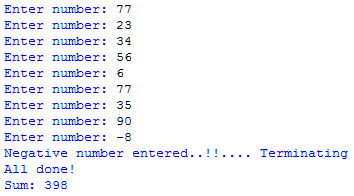 Enter number: 77
Enter number: 23
Enter number: 34
Enter number: 56
Enter number: 6
Enter number: 77
Enter number: 35
Enter number: 90
Enter number: -8
Negative number entered..!!.... Terminating
All done!
Sum: 398